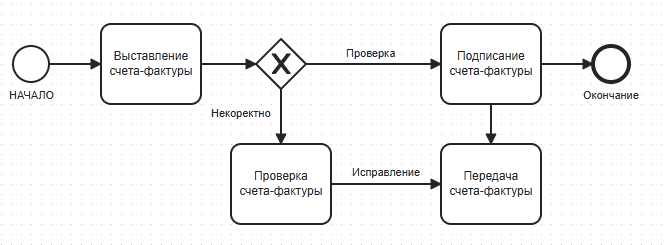 НАЧАЛО
Выставление
счета-фактуры
Проверка
Подписание
счета-фактуры
Окончание
Некоректно
Проверка
счета-фактуры
Исправление
Передача
счета-фактуры